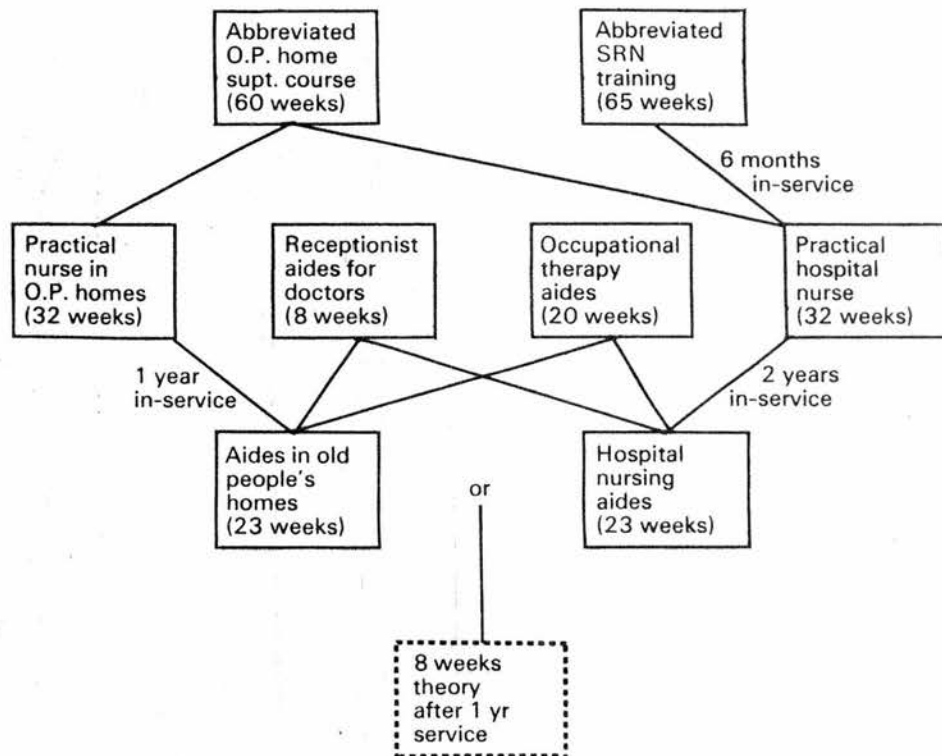 Abbreviated
O.P. home
supt. course
(60 weeks)
Abbreviated
SRN
training
(65 weeks)
6 months
in-service
Practical
nurse in
O.P. homes
(32 weeks)
Receptionist
aides for
doctors
(8 weeks)
Occupational
therapy
aides
(20 weeks)
Practical
hospital
nurse
(32 weeks)
1 year
in-service
2 years
in-service
Aides in old
people's
homes
(23 weeks)
or
Hospital
nursing
aides
(23 weeks)
8 weeks
theory
after 1 yr
service